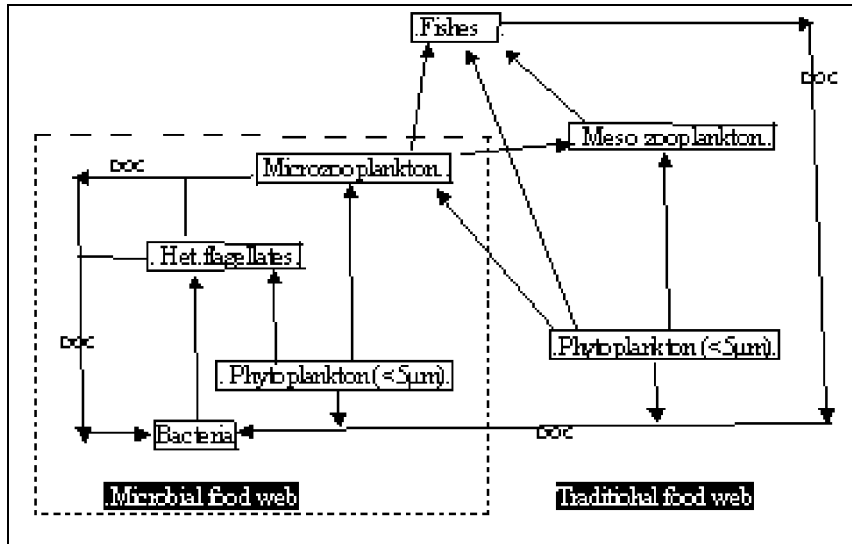 .Fishes .
DOC
. Meso zooplankton..
.Microzooplankton..
DOC
. Het.flagellates.
DOC
. Phytoplankton (<5µm).
.Phytoplankton (<5µm).
Bacteria
DOC
.Microbial food web
Traditional food web